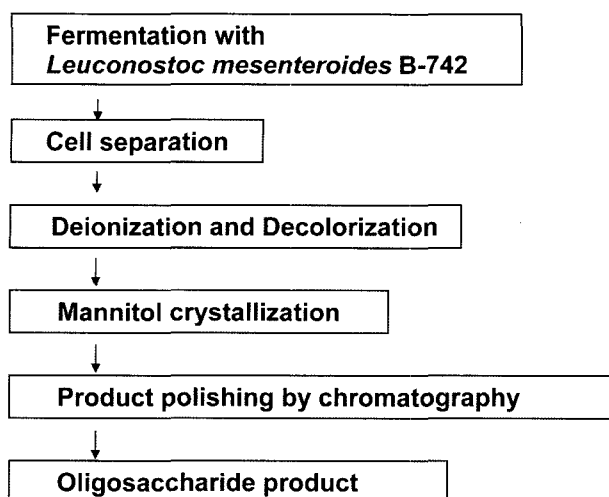 Fermentation with
Leuconostoc mesenteroides B-742
Cell separation
Deionization and Decolorization
Mannitol crystallization
Product polishing by chromatography
Oligosaccharide product